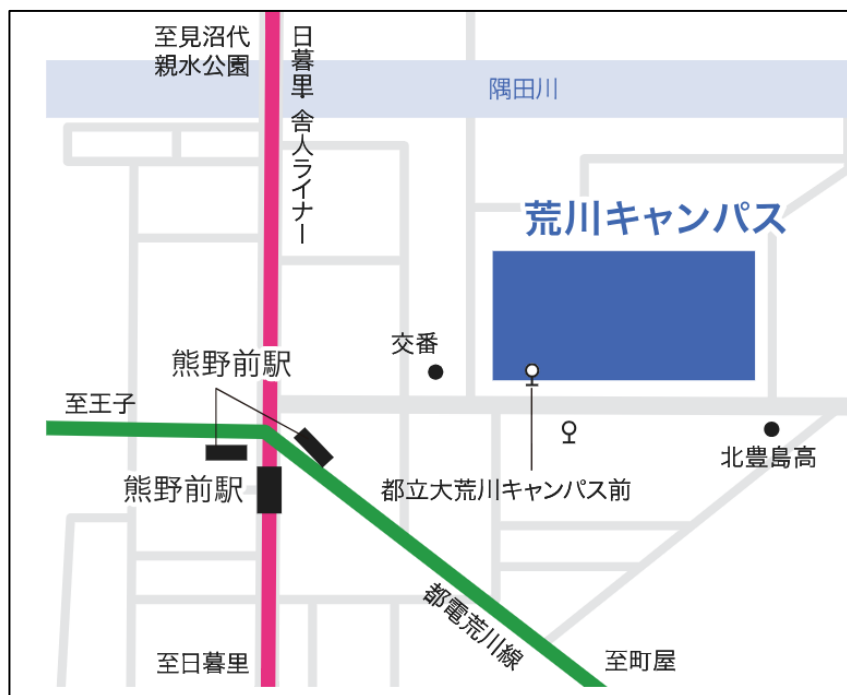 至見沼代
親水公園
日暮里・舎人ライナー
隅田川
荒川キャンパス
交番
熊野前駅
至王子
北豊島高
熊野前駅
都立大荒川キャンパス前
都電荒川線
至日暮里
至町屋